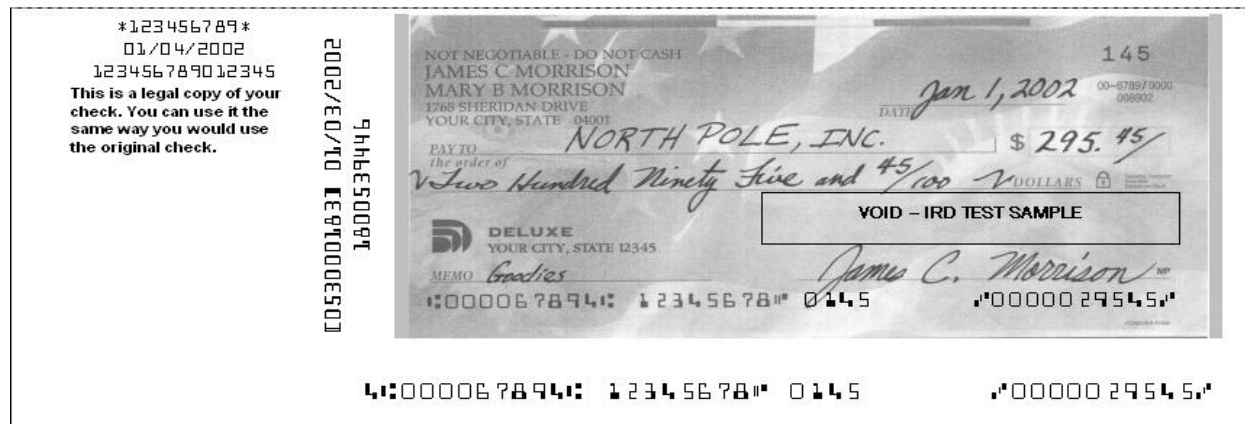 *123456789*
01/04/2002
123456789012345
This is a legal copy of your
check. You can use it the
same way you would use
the original check.
[053000183] 01/03/2002
1800539446
NOT NEGOTIABLE - DO NOT CASH
JAMES C MORRISON
MARY B MORRISON
1765 SHERIDAN DRIVE
YOUR CITY, STATE 04001
145
DATE Jan 1, 2002
00-6789/0000
008902
PAY TO
the order of
NORTH POLE, INC. $ 295. 45/
Two Hundred Ninety Five and 45/100 DOLLARS
VOID – IRD TEST SAMPLE
DELUXE
YOUR CITY, STATE 12345
MEMO Goodies James C. Morrison MP
⑆000067894⑆ 12345678⑈ 0145 ⑇0000029545⑇
4⑆000067894⑆ 12345678⑈ 0145 ⑇0000029545⑇